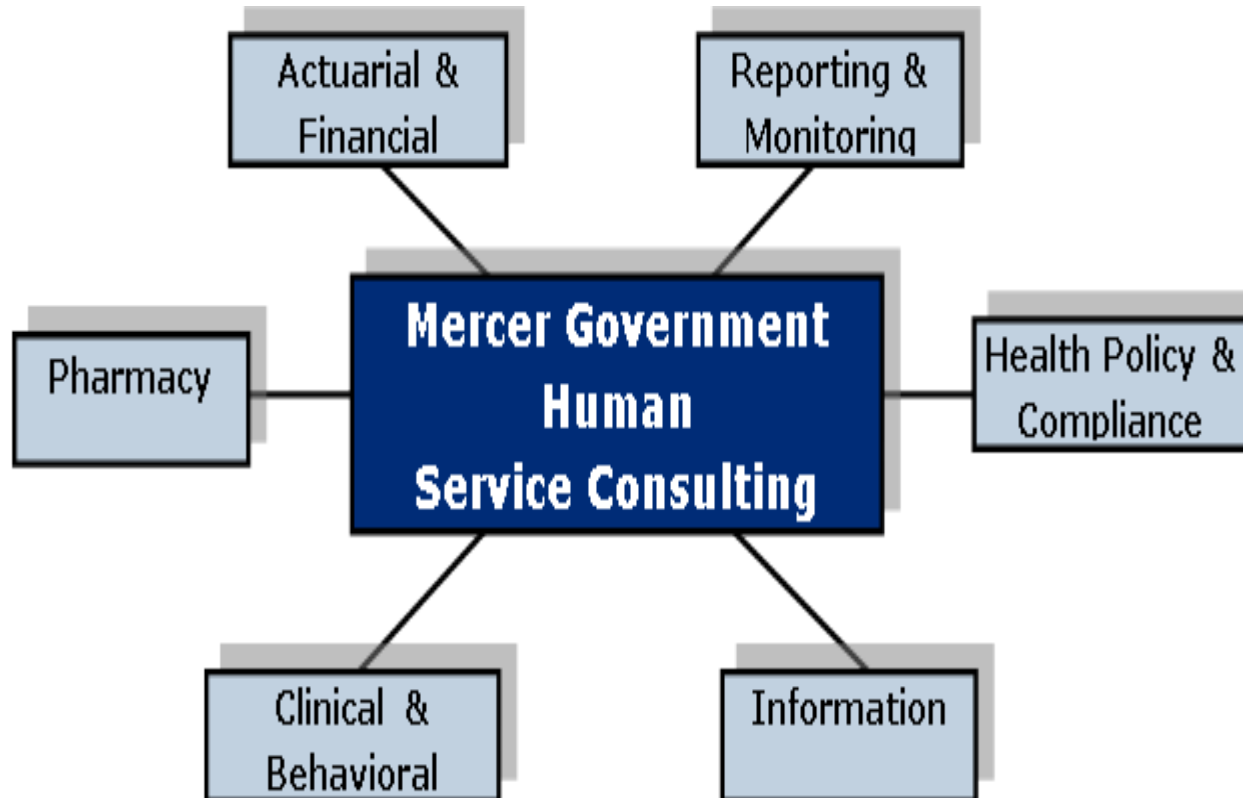 Actuarial &
Financial
Reporting &
Monitoring
Mercer Government
Human
Service Consulting
Pharmacy
Health Policy &
Compliance
Clinical &
Behavioral
Information